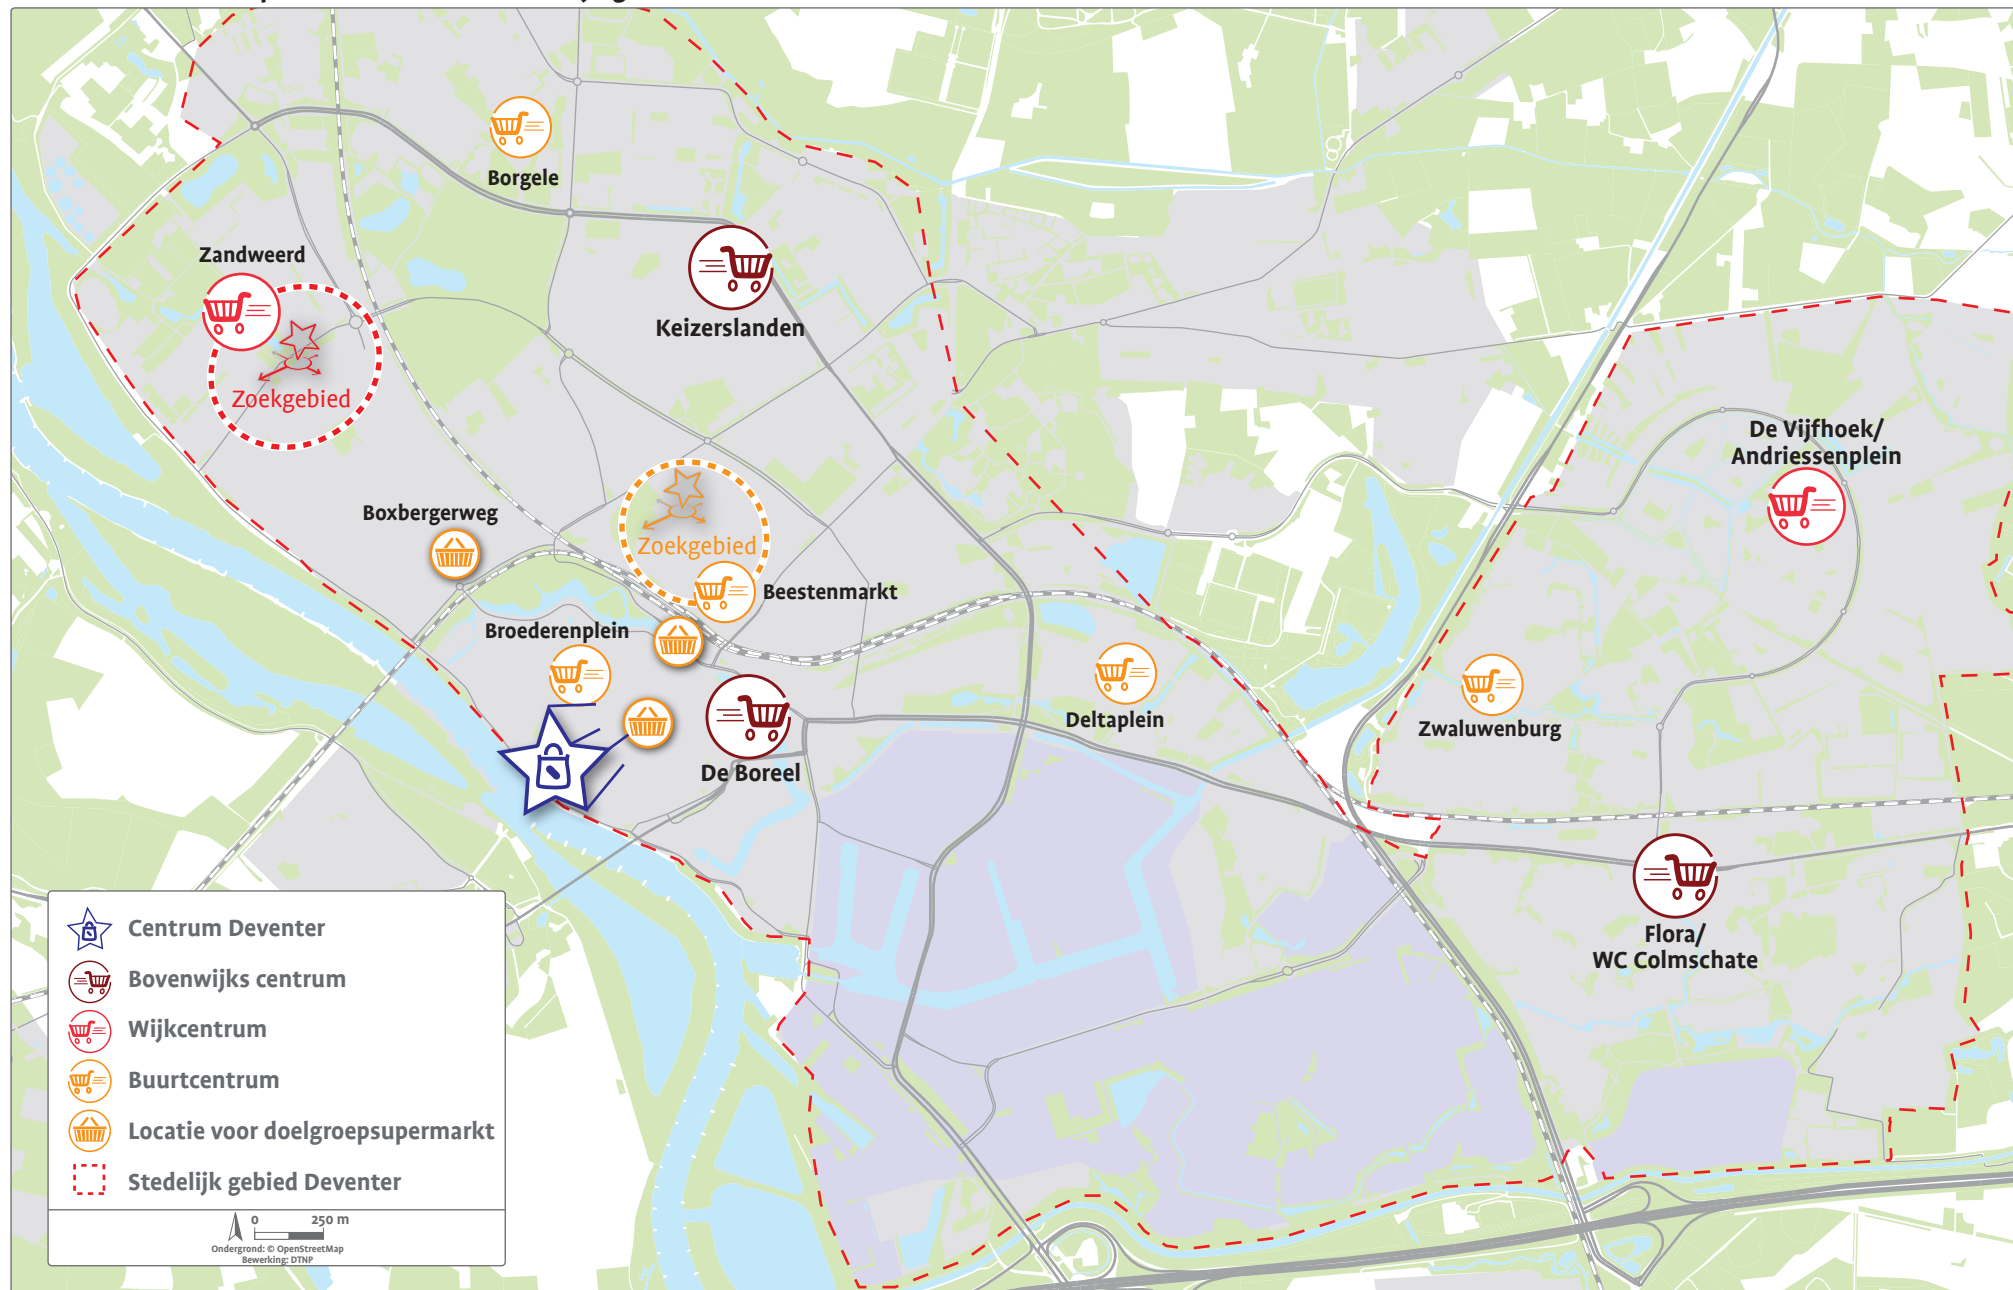 Borgele
Zandweerd
Keizerslanden
Zoekgebied
De Vijfhoek/
Andriessenplein
Boxbergerweg
Zoekgebied
Beestenmarkt
Broederenplein
Deltaplein
Zwaluwenburg
De Boreel
Flora/
WC Colmschate
Centrum Deventer
Bovenwijks centrum
Wijkcentrum
Buurtcentrum
Locatie voor doelgroepsupermarkt
Stedelijk gebied Deventer
0 250 m
Ondergrond: © OpenStreetMap
Bewerking: DTNP